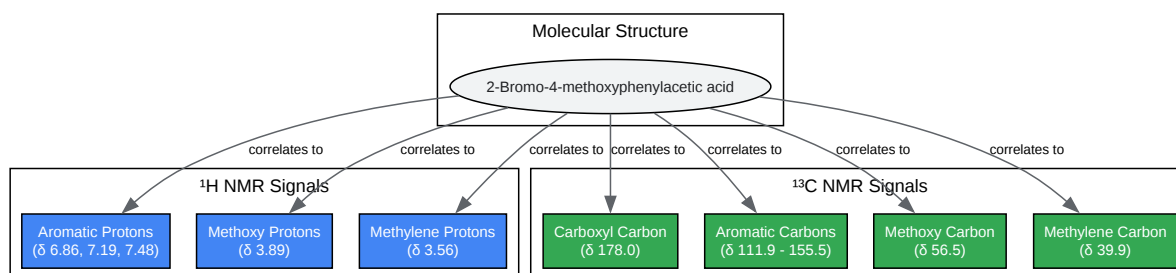 Molecular Structure
2-Bromo-4-methoxyphenylacetic acid
correlates to
correlates to
correlates to
correlates to
correlates to
correlates to
correlates to
¹H NMR Signals
¹³C NMR Signals
Aromatic Protons
(δ 6.86, 7.19, 7.48)
Methoxy Protons
(δ 3.89)
Methylene Protons
(δ 3.56)
Carboxyl Carbon
(δ 178.0)
Aromatic Carbons
(δ 111.9 - 155.5)
Methoxy Carbon
(δ 56.5)
Methylene Carbon
(δ 39.9)